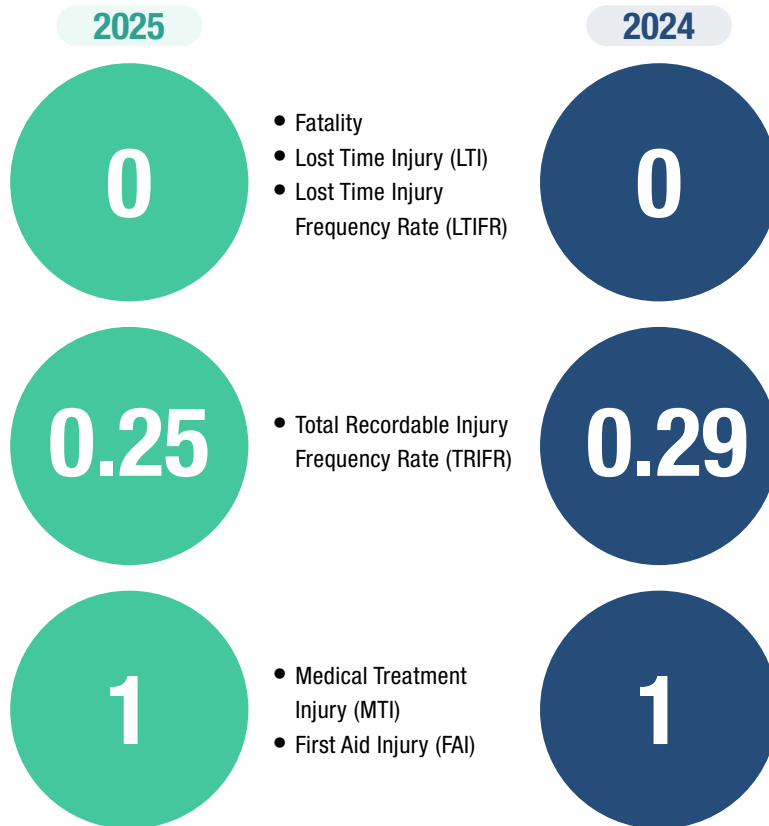 2025
2024
0
• Fatality
• Lost Time Injury (LTI)
• Lost Time Injury
Frequency Rate (LTIFR)
0
0.25
• Total Recordable Injury
Frequency Rate (TRIFR)
0.29
1
• Medical Treatment
Injury (MTI)
• First Aid Injury (FAI)
1